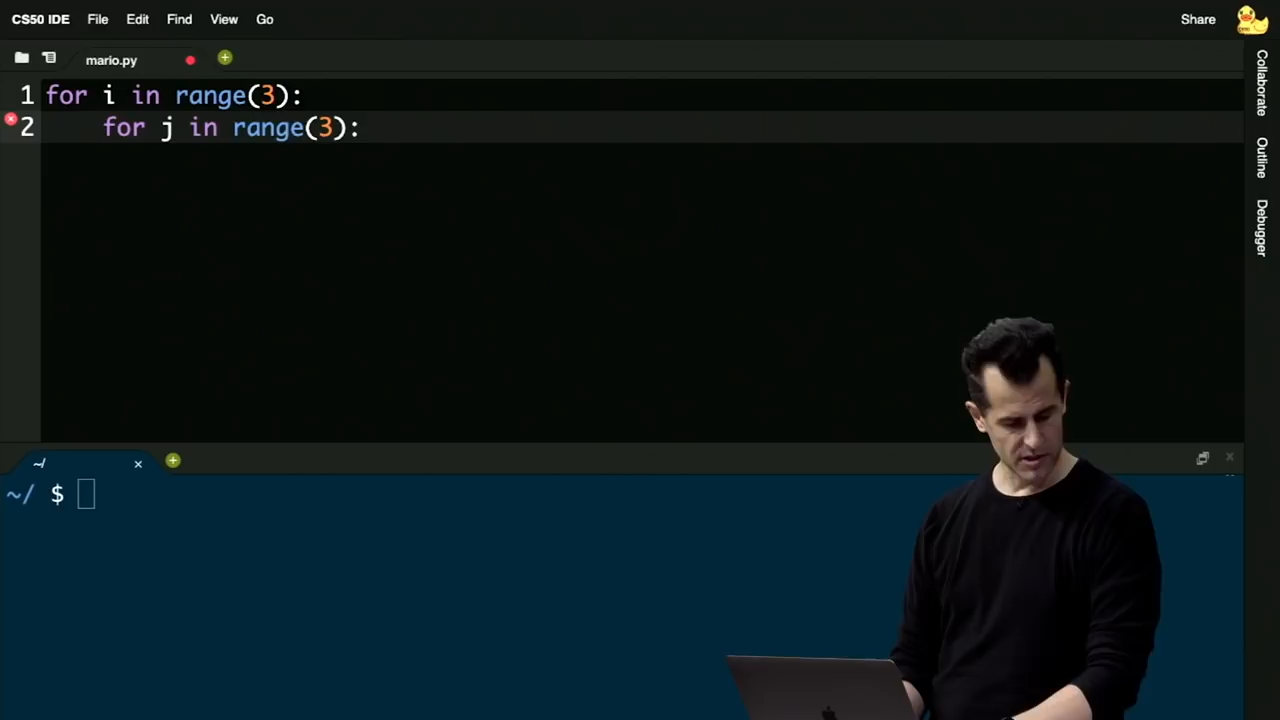 CS50 IDE File Edit Find View Go Share
mario.py
1 for i in range(3):
2 for j in range(3):
Collaborate
Outline
Debugger
~/
~/ $